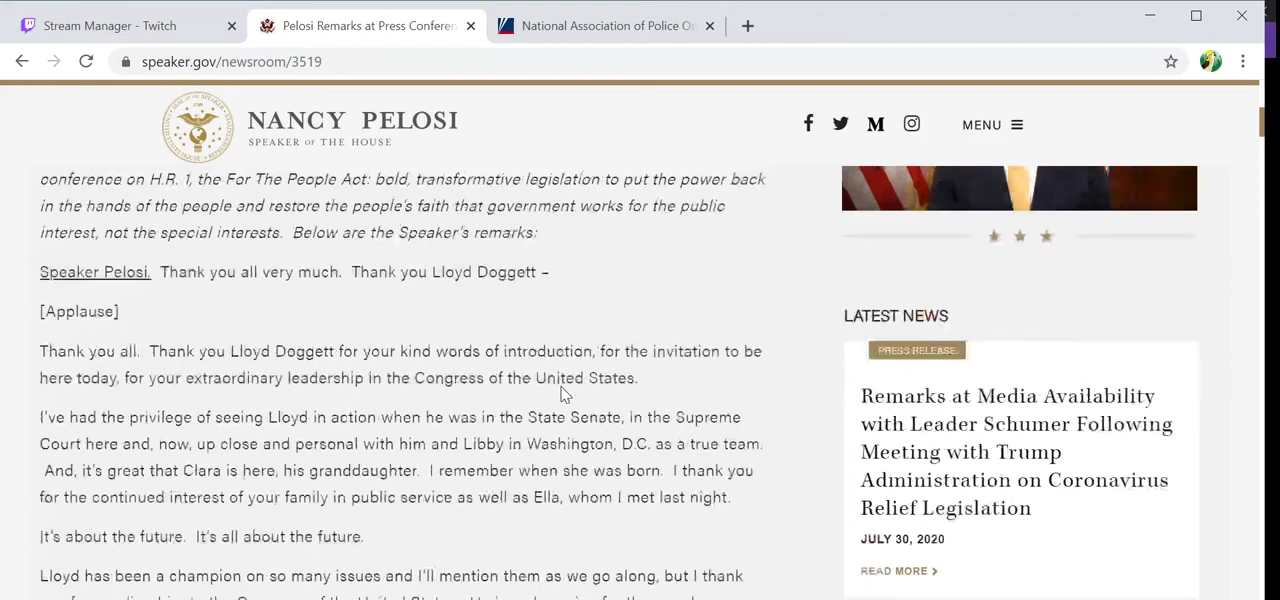 Stream Manager - Twitch
Pelosi Remarks at Press Conferen
National Association of Police Or
speaker.gov/newsroom/3519
NANCY PELOSI
SPEAKER OF THE HOUSE
MENU
conference on H.R. 1, the For The People Act: bold, transformative legislation to put the power back
in the hands of the people and restore the people's faith that government works for the public
interest, not the special interests. Below are the Speaker's remarks:
Speaker Pelosi. Thank you all very much. Thank you Lloyd Doggett –
[Applause]
Thank you all. Thank you Lloyd Doggett for your kind words of introduction, for the invitation to be
here today, for your extraordinary leadership in the Congress of the United States.
I've had the privilege of seeing Lloyd in action when he was in the State Senate, in the Supreme
Court here and, now, up close and personal with him and Libby in Washington, D.C. as a true team.
And, it's great that Clara is here, his granddaughter. I remember when she was born. I thank you
for the continued interest of your family in public service as well as Ella, whom I met last night.
It's about the future. It's all about the future.
Lloyd has been a champion on so many issues and I'll mention them as we go along, but I thank
LATEST NEWS
PRESS RELEASE
Remarks at Media Availability
with Leader Schumer Following
Meeting with Trump
Administration on Coronavirus
Relief Legislation
JULY 30, 2020
READ MORE